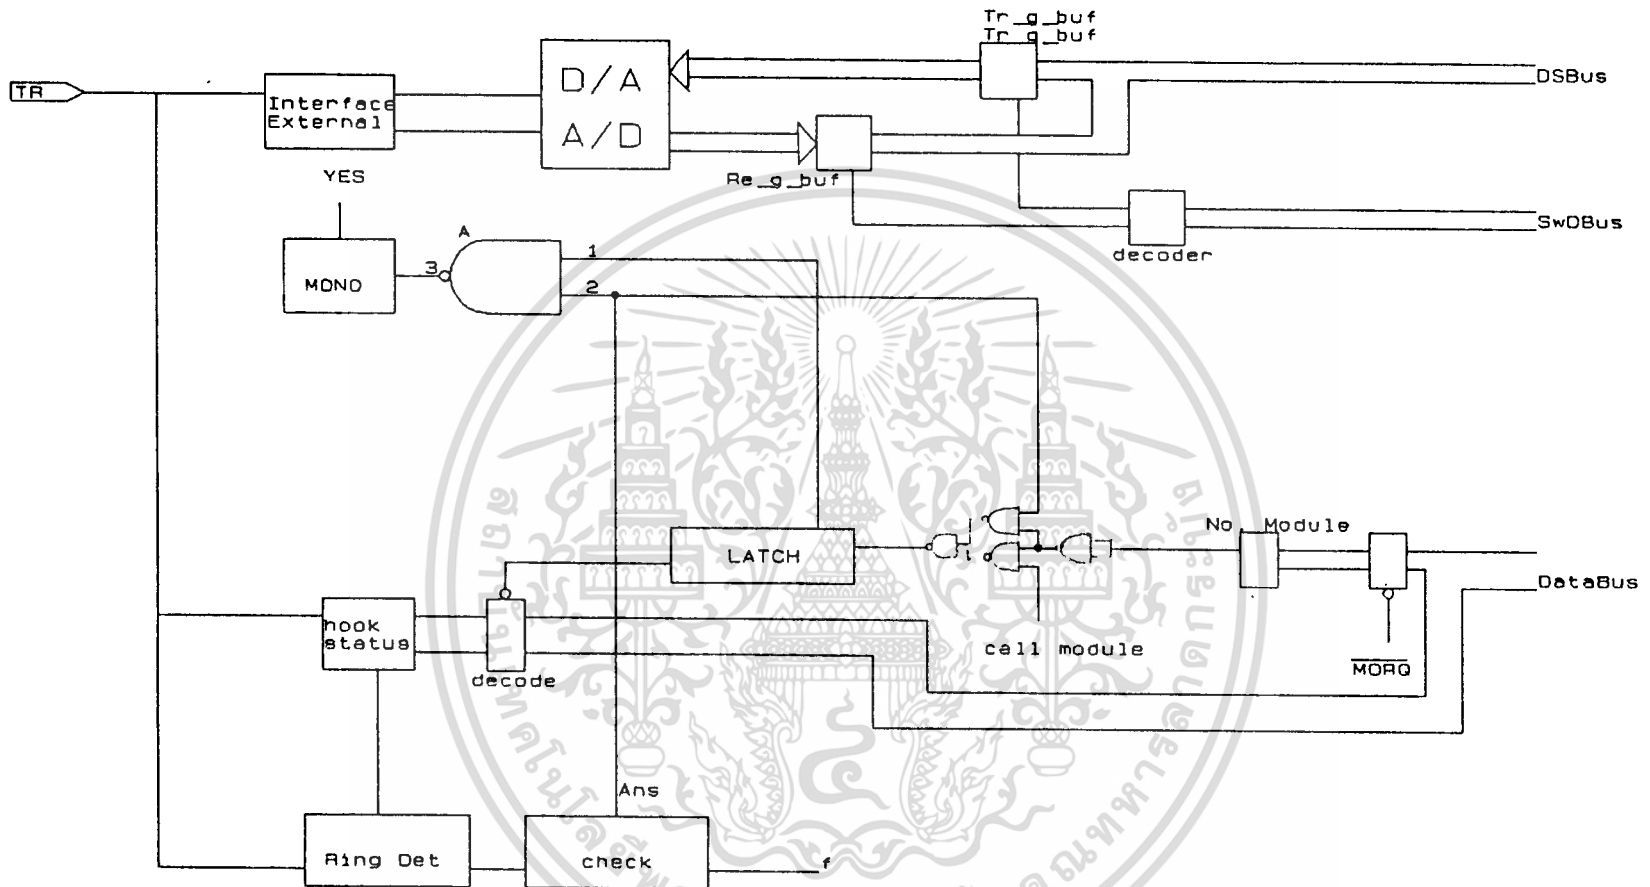 Tr_g_buf
Tr_g_buf
TR
D/A
A/D
DSBus
Interface
External
YES
Re_g_buf
SwDBus
decoder
A
1
2
3
MONO
No__Module
LATCH
DataBus
hook
status
call module
MORQ
decode
Ans
Ring Det
check
f